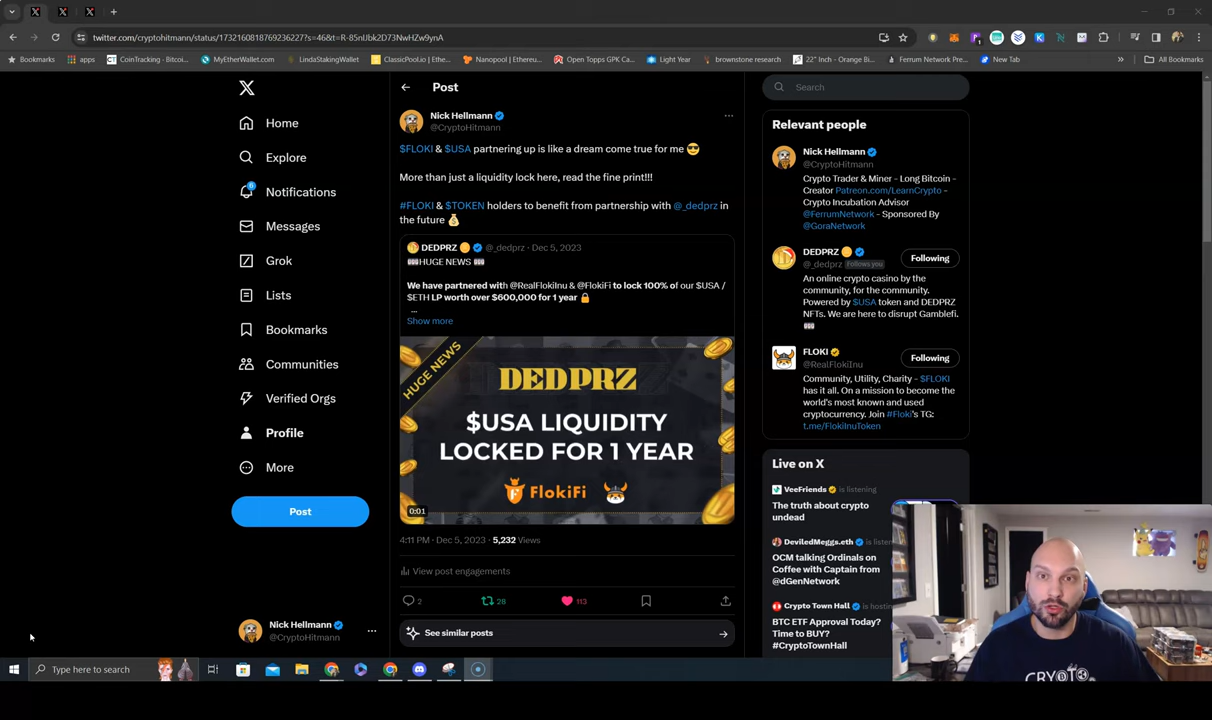 twitter.com/cryptohitmann/status/1732160818769236227?s=46&t=R-85nlJbk2D73NwHZw9ynA
Bookmarks
apps
CoinTracking - Bitcoi...
MyEtherWallet.com
LindaStakingWallet
ClassicPool.io | Ethe...
Nanopool | Ethereu...
Open Topps GPK Ca...
Light Year
brownstone research
22" Inch - Orange Bi...
Ferrum Network Pre...
New Tab
»
All Bookmarks
Home
Explore
6
Notifications
Messages
Grok
Lists
Bookmarks
Communities
Verified Orgs
Profile
More
Post
Nick Hellmann
@CryptoHitmann
Post
Nick Hellmann
@CryptoHitmann
$FLOKI & $USA partnering up is like a dream come true for me 😎
More than just a liquidity lock here, read the fine print!!!
#FLOKI & $TOKEN holders to benefit from partnership with @_dedprz in
the future 💰
DEDPRZ @_dedprz · Dec 5, 2023
HUGE NEWS
We have partnered with @RealFlokiInu & @FlokiFi to lock 100% of our $USA /
$ETH LP worth over $600,000 for 1 year 🔒
...
Show more
HUGE NEWS
DEDPRZ
$USA LIQUIDITY
LOCKED FOR 1 YEAR
FlokiFi
0:01
4:11 PM · Dec 5, 2023 · 5,232 Views
View post engagements
2
28
113
See similar posts
Search
Relevant people
Nick Hellmann
@CryptoHitmann
Crypto Trader & Miner - Long Bitcoin -
Creator Patreon.com/LearnCrypto -
Crypto Incubation Advisor
@FerrumNetwork - Sponsored By
@GoraNetwork
DEDPRZ
@_dedprz Follows you
Following
An online crypto casino by the
community, for the community.
Powered by $USA token and DEDPRZ
NFTs. We are here to disrupt Gamblefi.
FLOKI
@RealFlokiInu
Following
Community, Utility, Charity - $FLOKI
has it all. On a mission to become the
world's most known and used
cryptocurrency. Join #Floki's TG:
t.me/FlokiInuToken
Live on X
VeeFriends is listening
The truth about crypto
undead
DeviledMeggs.eth is listen
OCM talking Ordinals on
Coffee with Captain from
@dGenNetwork
Crypto Town Hall is hostin
BTC ETF Approval Today?
Time to BUY?
#CryptoTownHall
CRYPTO
Type here to search